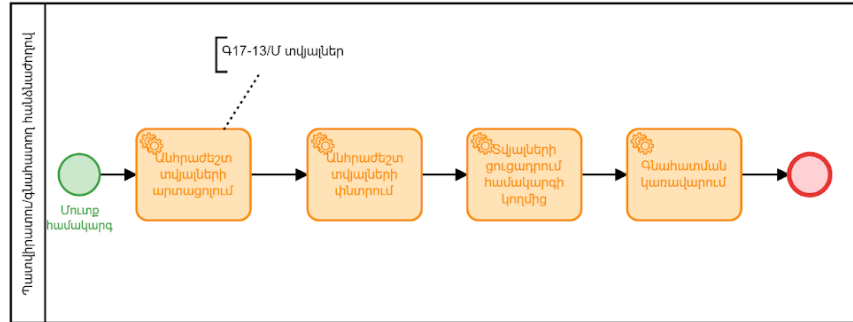 Պատվիրատու/գնահատող հանձնաժողով
Գ17-13/Մ տվյալներ
Մուտք
համակարգ
Անհրաժեշտ
տվյալների
արտացոլում
Անհրաժեշտ
տվյալների
փնտրում
Տվյալների
ցուցադրում
համակարգի
կողմից
Գնահատման
կառավարում